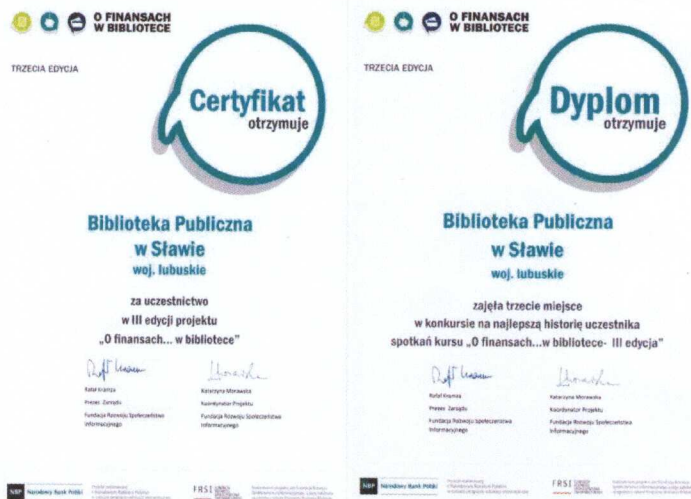 O FINANSACH
W BIBLIOTECE
TRZECIA EDYCJA
Certyfikat
otrzymuje
Biblioteka Publiczna
w Sławie
woj. lubuskie
za uczestnictwo
w III edycji projektu
„O finansach... w bibliotece”
Rafał Kramza
Prezes Zarządu
Fundacja Rozwoju Społeczeństwa
Informacyjnego
Katarzyna Morawska
Koordynator Projektu
Fundacja Rozwoju Społeczeństwa
Informacyjnego
NBP Narodowy Bank Polski
FRSI
O FINANSACH
W BIBLIOTECE
TRZECIA EDYCJA
Dyplom
otrzymuje
Biblioteka Publiczna
w Sławie
woj. lubuskie
zajęła trzecie miejsce
w konkursie na najlepszą historię uczestnika
spotkań kursu „O finansach...w bibliotece- III edycja”
Rafał Kramza
Prezes Zarządu
Fundacja Rozwoju Społeczeństwa
Informacyjnego
Katarzyna Morawska
Koordynator Projektu
Fundacja Rozwoju Społeczeństwa
Informacyjnego
NBP Narodowy Bank Polski
FRSI